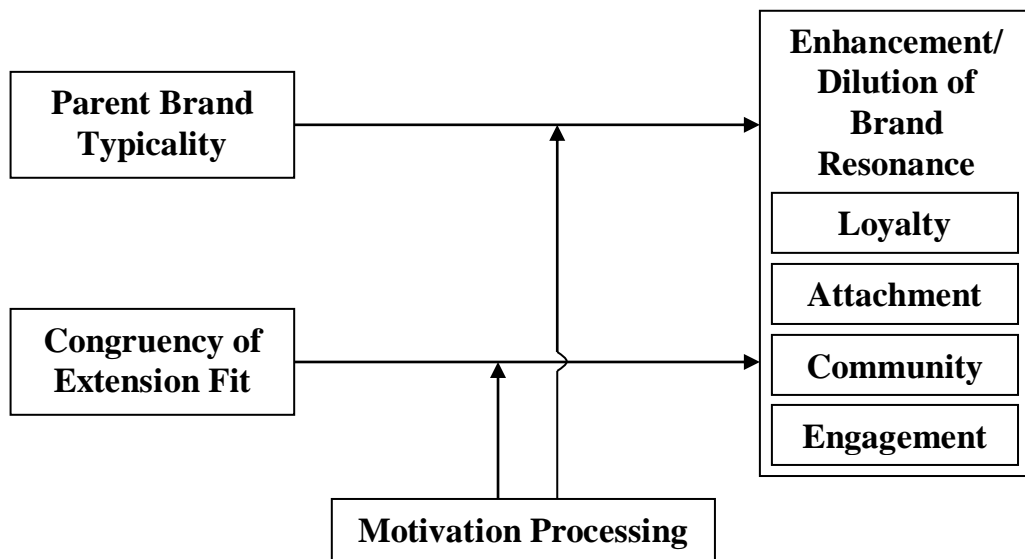 Parent Brand
Typicality
Congruency of
Extension Fit
Motivation Processing
Enhancement/
Dilution of
Brand
Resonance
Loyalty
Attachment
Community
Engagement